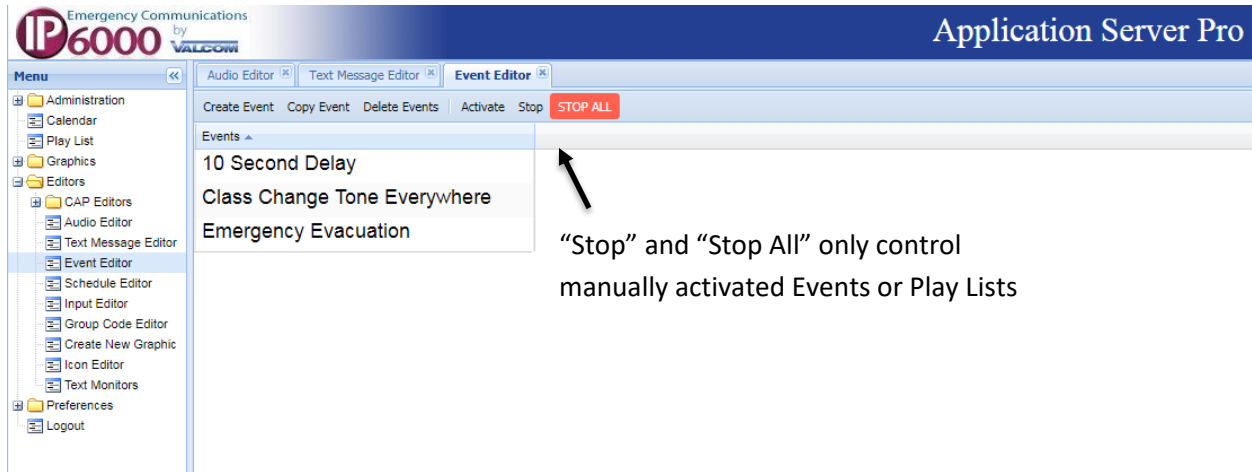 Emergency Communications
IP6000 by
VALCOM
Application Server Pro
Menu
Audio Editor Text Message Editor Event Editor
Administration
Calendar
Play List
Graphics
Editors
CAP Editors
Audio Editor
Text Message Editor
Event Editor
Schedule Editor
Input Editor
Group Code Editor
Create New Graphic
Icon Editor
Text Monitors
Preferences
Logout
Create Event Copy Event Delete Events Activate Stop STOP ALL
Events
10 Second Delay
Class Change Tone Everywhere
Emergency Evacuation
“Stop” and “Stop All” only control
manually activated Events or Play Lists